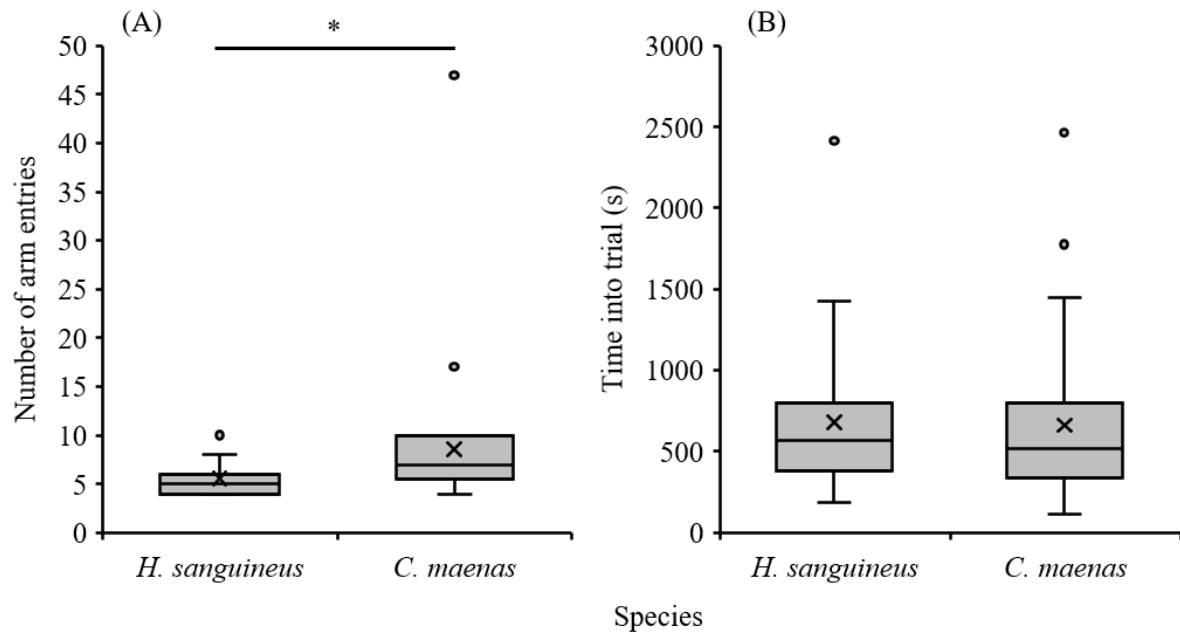 (A)
*
50
45
40
35
30
25
20
15
10
5
0
Number of arm entries
H. sanguineus
C. maenas
(B)
3000
2500
2000
1500
1000
500
0
Time into trial (s)
H. sanguineus
C. maenas
Species